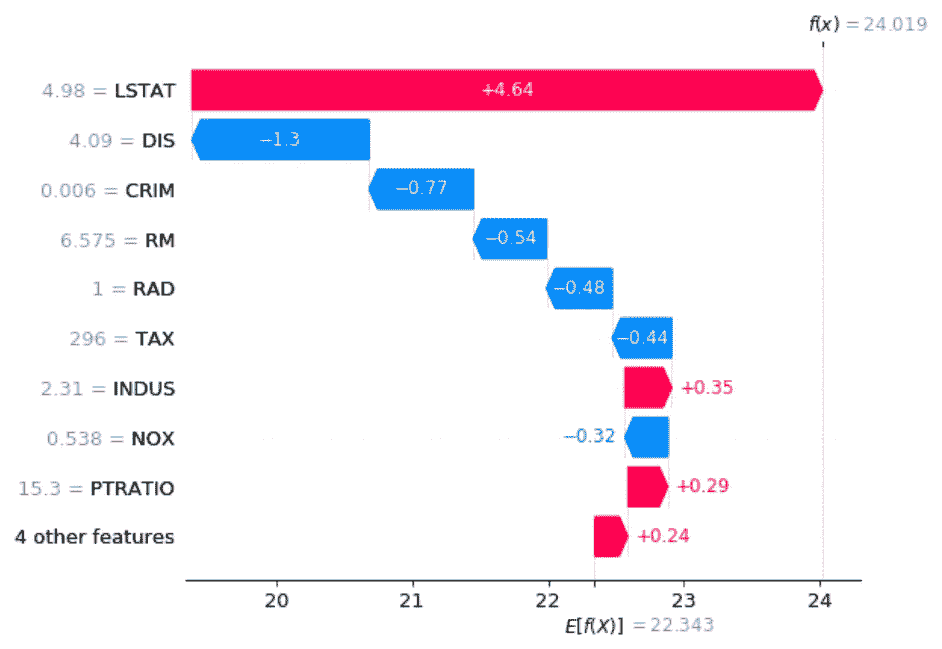 f(x) = 24.019
4.98 = LSTAT +4.64
4.09 = DIS −1.3
0.006 = CRIM −0.77
6.575 = RM −0.54
1 = RAD −0.48
296 = TAX −0.44
2.31 = INDUS +0.35
0.538 = NOX −0.32
15.3 = PTRATIO +0.29
4 other features +0.24
20 21 22 23 24
E[f(X)] = 22.343